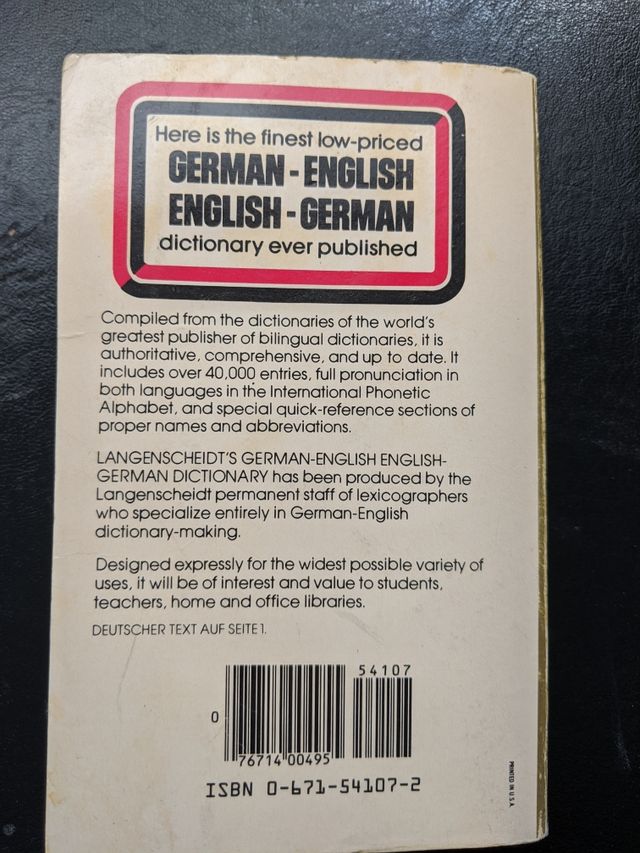 Here is the finest low-priced
GERMAN - ENGLISH
ENGLISH - GERMAN
dictionary ever published
Compiled from the dictionaries of the world's
greatest publisher of bilingual dictionaries, it is
authoritative, comprehensive, and up to date. It
includes over 40,000 entries, full pronunciation in
both languages in the International Phonetic
Alphabet, and special quick-reference sections of
proper names and abbreviations.
LANGENSCHEIDT'S GERMAN-ENGLISH ENGLISH-
GERMAN DICTIONARY has been produced by the
Langenscheidt permanent staff of lexicographers
who specialize entirely in German-English
dictionary-making.
Designed expressly for the widest possible variety of
uses, it will be of interest and value to students,
teachers, home and office libraries.
DEUTSCHER TEXT AUF SEITE 1.
54107
0
76714 00495
ISBN 0-671-54107-2
PRINTED IN U.S.A.